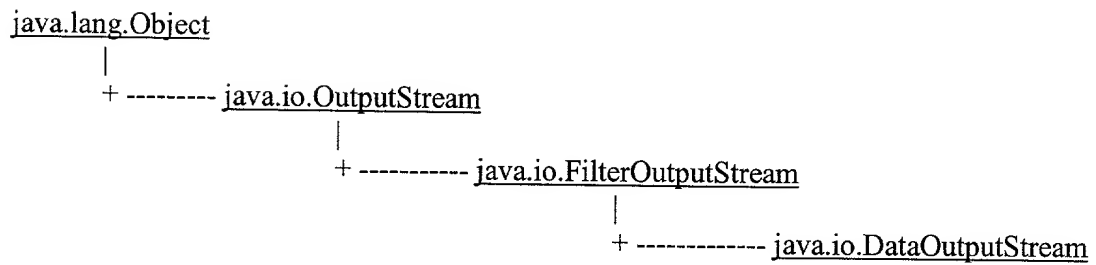 java.lang.Object
|
+ --------- java.io.OutputStream
|
+ ----------- java.io.FilterOutputStream
|
+ ------------- java.io.DataOutputStream